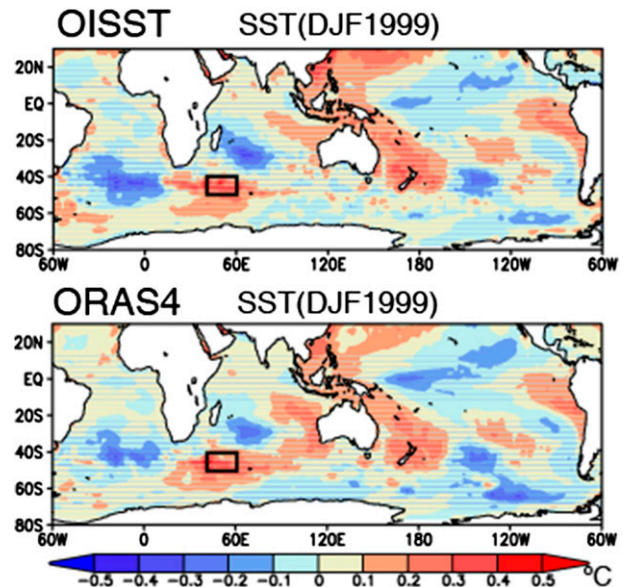 OISST SST(DJF1999)
20N
EQ
20S
40S
60S
80S
60W 0 60E 120E 180 120W 60W
ORAS4 SST(DJF1999)
20N
EQ
20S
40S
60S
80S
60W 0 60E 120E 180 120W 60W
-0.5 -0.4 -0.3 -0.2 -0.1 0 0.1 0.2 0.3 0.4 0.5 °C